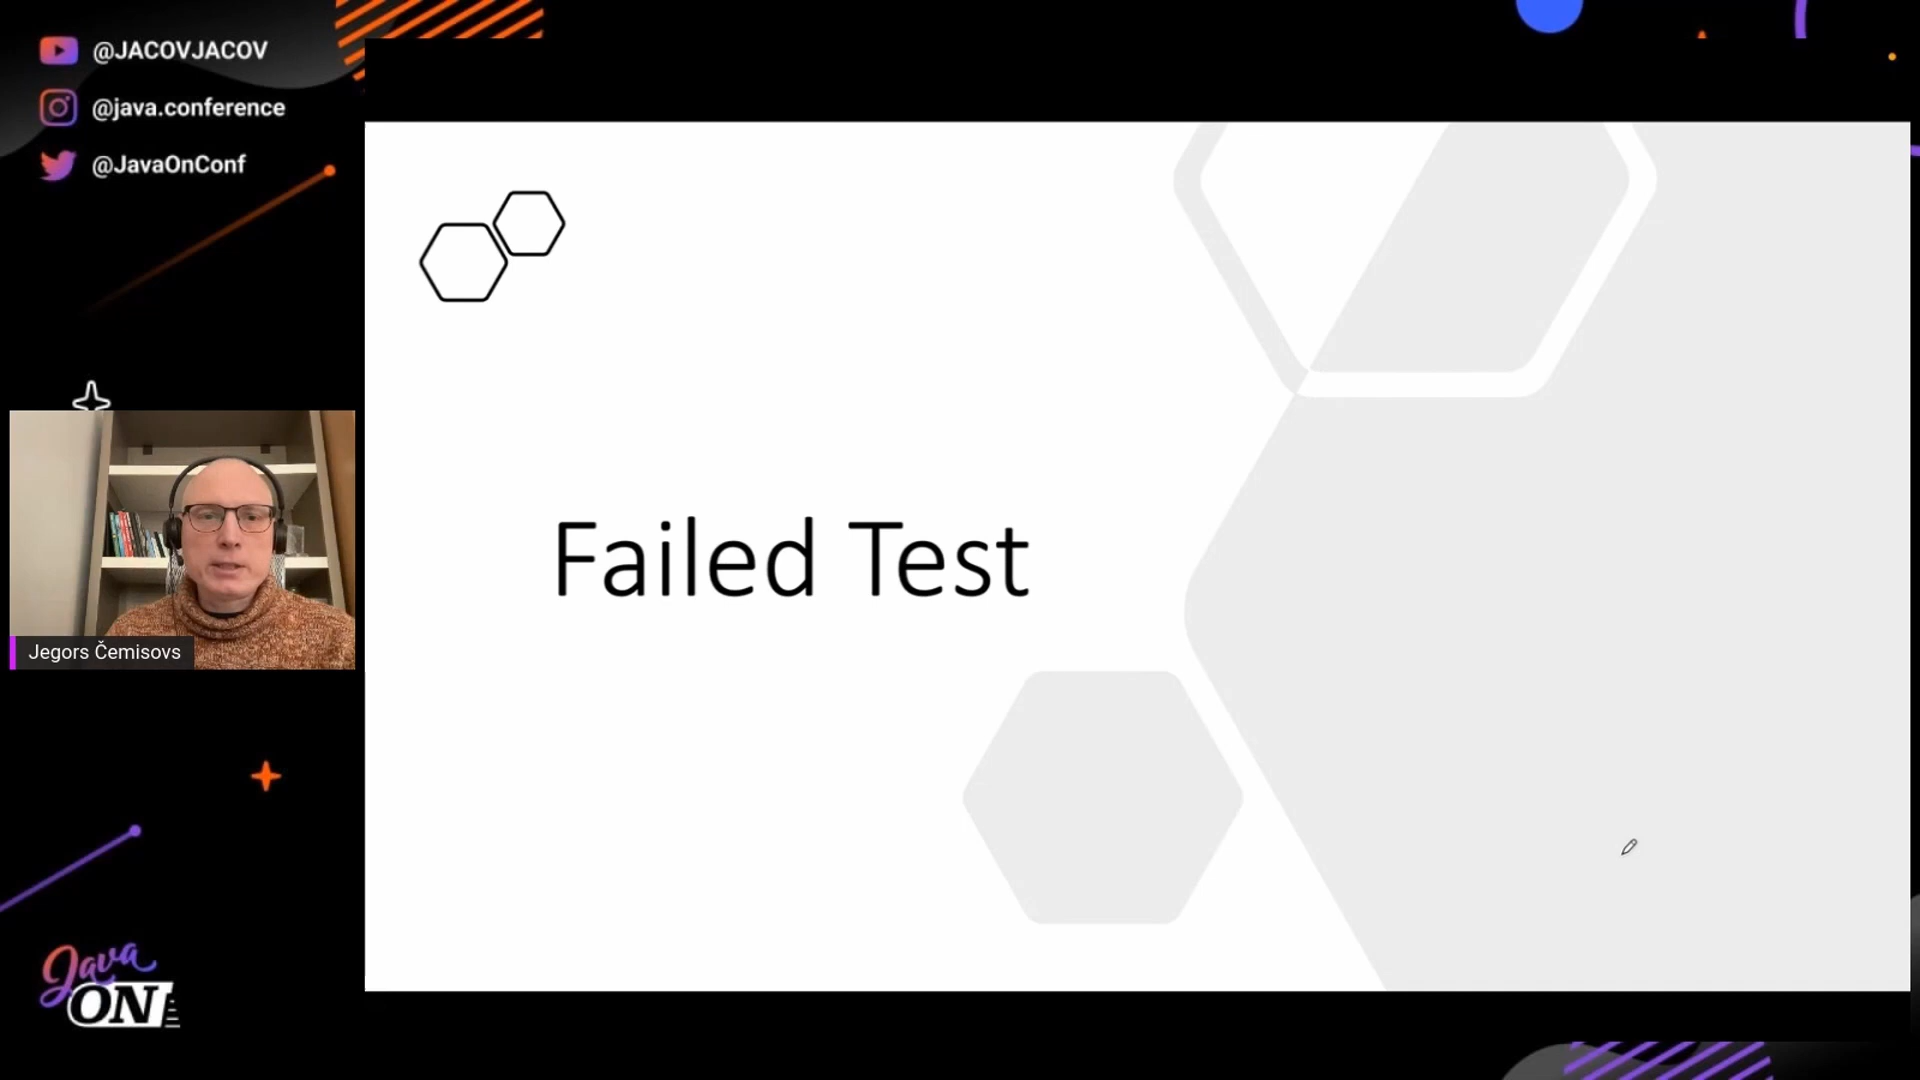 @JACOVJACOV
@java.conference
@JavaOnConf
Failed Test
Jegors Čemisovs
Java
ON